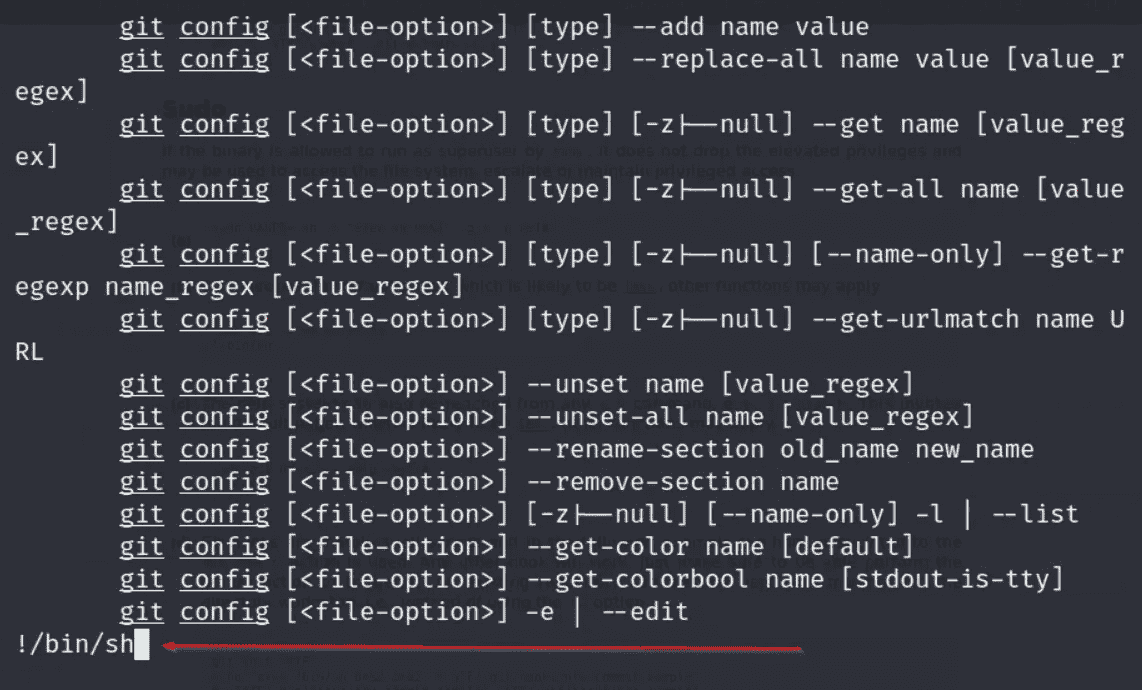 git config [<file-option>] [type] --add name value
git config [<file-option>] [type] --replace-all name value [value_r
egex]
git config [<file-option>] [type] [-z|--null] --get name [value_reg
ex]
git config [<file-option>] [type] [-z|--null] --get-all name [value
_regex]
git config [<file-option>] [type] [-z|--null] [--name-only] --get-r
egexp name_regex [value_regex]
git config [<file-option>] [type] [-z|--null] --get-urlmatch name U
RL
git config [<file-option>] --unset name [value_regex]
git config [<file-option>] --unset-all name [value_regex]
git config [<file-option>] --rename-section old_name new_name
git config [<file-option>] --remove-section name
git config [<file-option>] [-z|--null] [--name-only] -l | --list
git config [<file-option>] --get-color name [default]
git config [<file-option>] --get-colorbool name [stdout-is-tty]
git config [<file-option>] -e | --edit
!/bin/sh